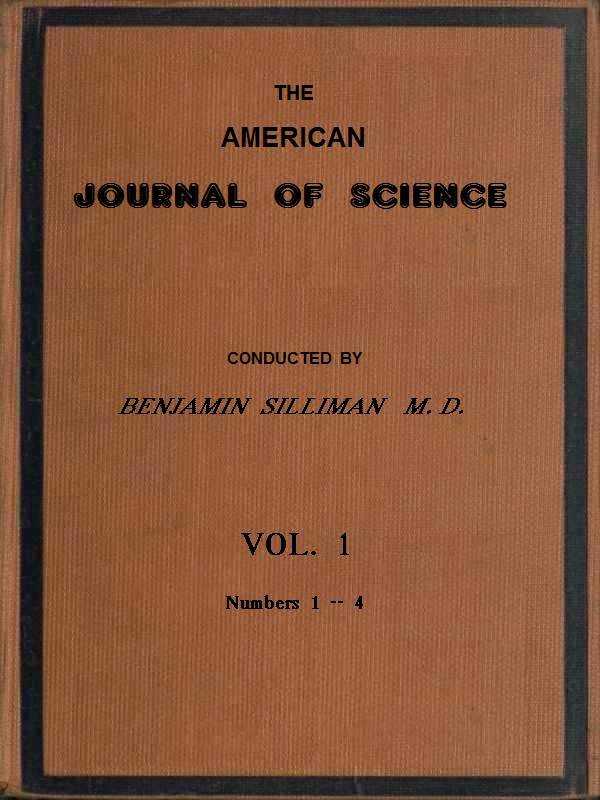 THE
AMERICAN
JOURNAL OF SCIENCE
CONDUCTED BY
BENJAMIN SILLIMAN M. D.
VOL. 1
Numbers 1 -- 4